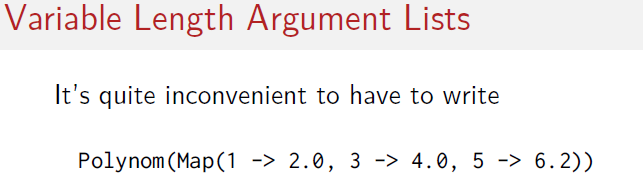 Variable Length Argument Lists
It's quite inconvenient to have to write
Polynom(Map(1 -> 2.0, 3 -> 4.0, 5 -> 6.2))